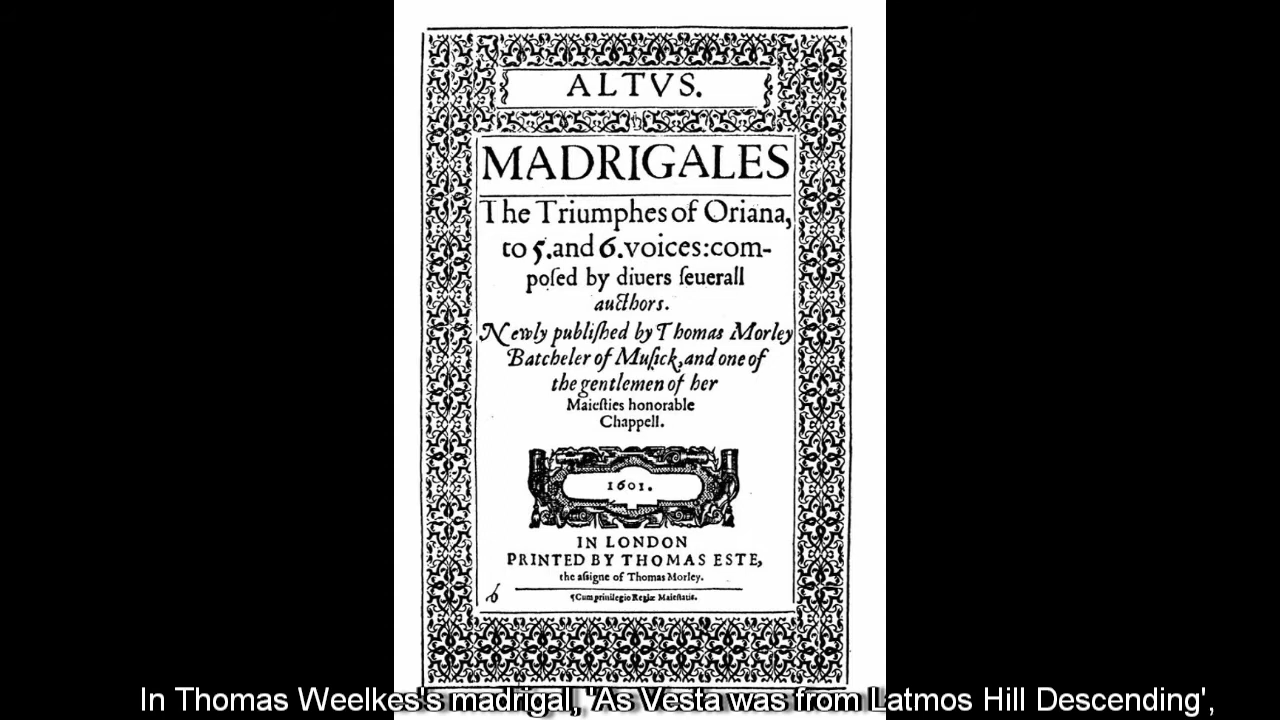 ALTVS.
MADRIGALES
The Triumphes of Oriana,
to 5.and 6.voices:com-
poſed by diuers ſeuerall
aucthors.
Newly publiſhed by Thomas Morley
Batcheler of Muſick,and one of
the gentlemen of her
Maieſties honorable
Chappell.
1601.
IN LONDON
PRINTED BY THOMAS ESTE,
the aſsigne of Thomas Morley.
¶Cum priuilegio Regiæ Maieſtatis.
In Thomas Weelkes's madrigal, 'As Vesta was from Latmos Hill Descending',